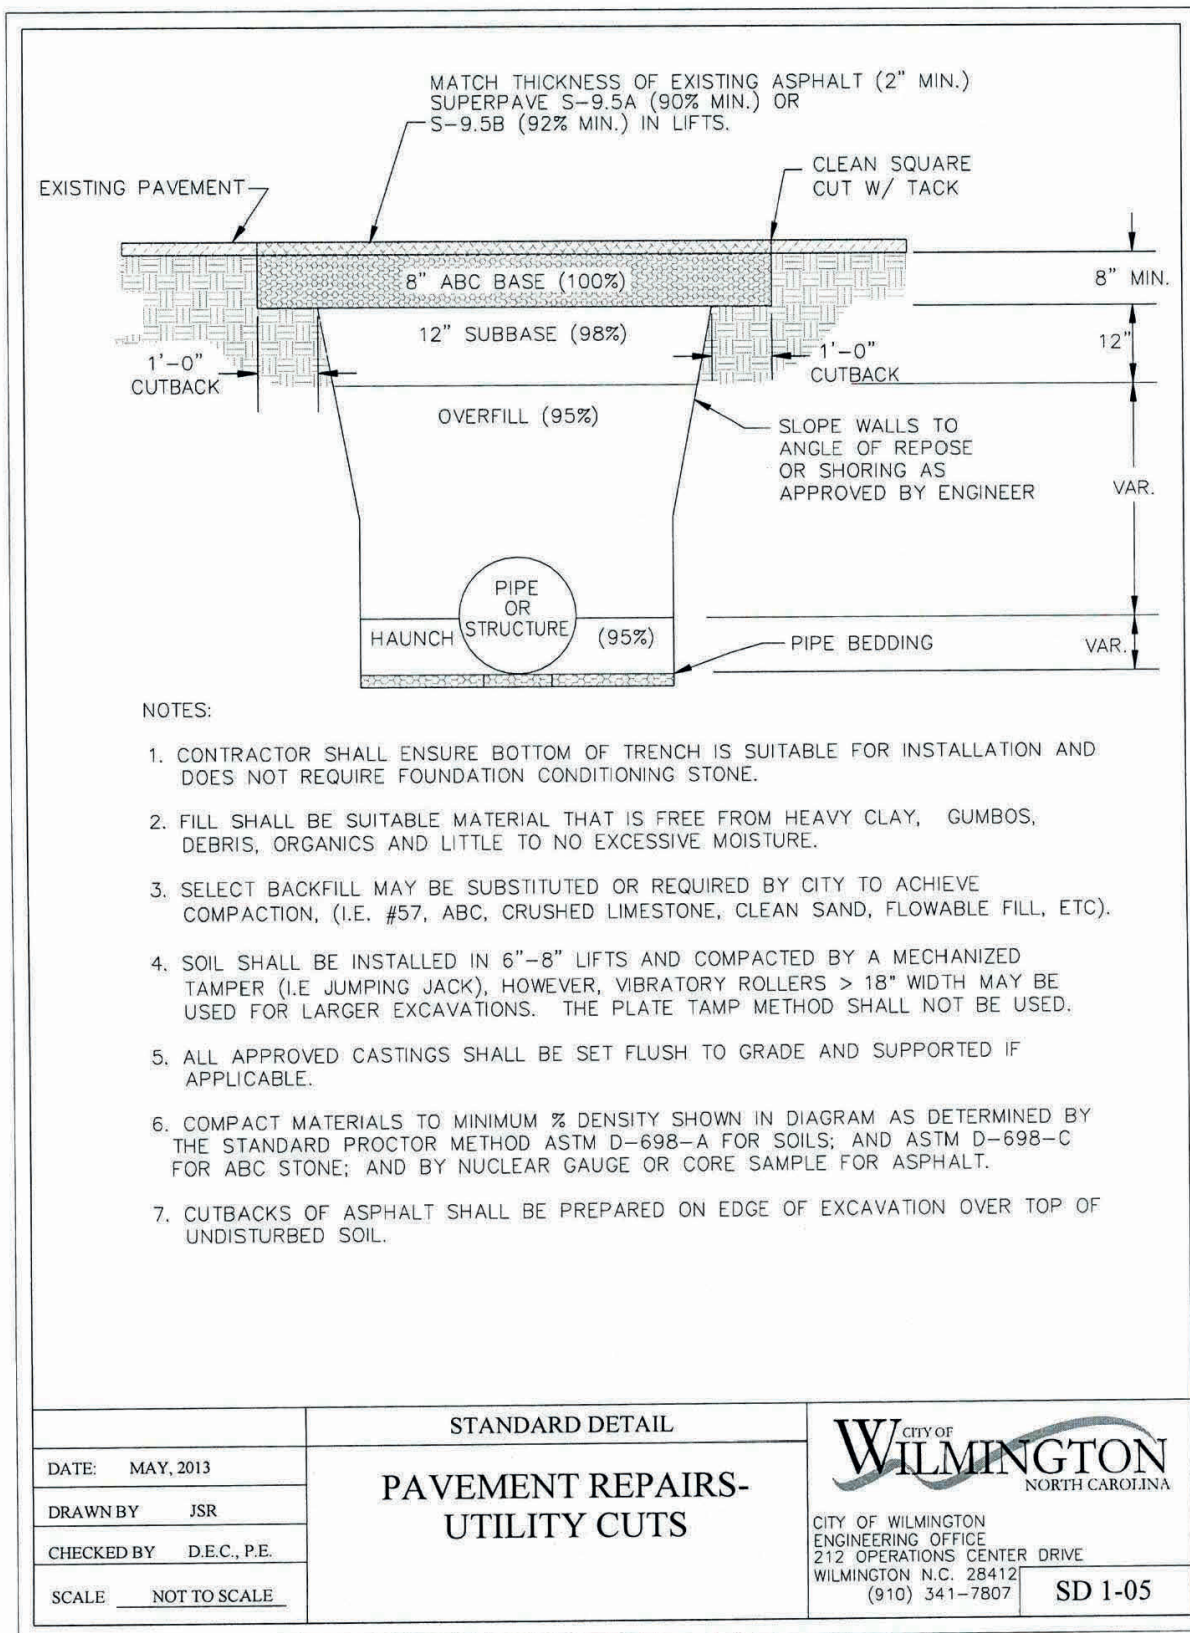 MATCH THICKNESS OF EXISTING ASPHALT (2" MIN.)
SUPERPAVE S-9.5A (90% MIN.) OR
S-9.5B (92% MIN.) IN LIFTS.
CLEAN SQUARE
CUT W/ TACK
EXISTING PAVEMENT
8" ABC BASE (100%)
8" MIN.
12" SUBBASE (98%)
12"
1'-0"
CUTBACK
1'-0"
CUTBACK
OVERFILL (95%)
SLOPE WALLS TO
ANGLE OF REPOSE
OR SHORING AS
APPROVED BY ENGINEER
VAR.
PIPE
OR
STRUCTURE
HAUNCH
(95%)
PIPE BEDDING
VAR.
NOTES:
1. CONTRACTOR SHALL ENSURE BOTTOM OF TRENCH IS SUITABLE FOR INSTALLATION AND
DOES NOT REQUIRE FOUNDATION CONDITIONING STONE.
2. FILL SHALL BE SUITABLE MATERIAL THAT IS FREE FROM HEAVY CLAY, GUMBOS,
DEBRIS, ORGANICS AND LITTLE TO NO EXCESSIVE MOISTURE.
3. SELECT BACKFILL MAY BE SUBSTITUTED OR REQUIRED BY CITY TO ACHIEVE
COMPACTION, (I.E. #57, ABC, CRUSHED LIMESTONE, CLEAN SAND, FLOWABLE FILL, ETC).
4. SOIL SHALL BE INSTALLED IN 6"-8" LIFTS AND COMPACTED BY A MECHANIZED
TAMPER (I.E JUMPING JACK), HOWEVER, VIBRATORY ROLLERS > 18" WIDTH MAY BE
USED FOR LARGER EXCAVATIONS. THE PLATE TAMP METHOD SHALL NOT BE USED.
5. ALL APPROVED CASTINGS SHALL BE SET FLUSH TO GRADE AND SUPPORTED IF
APPLICABLE.
6. COMPACT MATERIALS TO MINIMUM % DENSITY SHOWN IN DIAGRAM AS DETERMINED BY
THE STANDARD PROCTOR METHOD ASTM D-698-A FOR SOILS; AND ASTM D-698-C
FOR ABC STONE; AND BY NUCLEAR GAUGE OR CORE SAMPLE FOR ASPHALT.
7. CUTBACKS OF ASPHALT SHALL BE PREPARED ON EDGE OF EXCAVATION OVER TOP OF
UNDISTURBED SOIL.
DATE: MAY, 2013
DRAWN BY JSR
CHECKED BY D.E.C., P.E.
SCALE NOT TO SCALE
STANDARD DETAIL
PAVEMENT REPAIRS-
UTILITY CUTS
CITY OF
WILMINGTON
NORTH CAROLINA
CITY OF WILMINGTON
ENGINEERING OFFICE
212 OPERATIONS CENTER DRIVE
WILMINGTON N.C. 28412
(910) 341-7807
SD 1-05